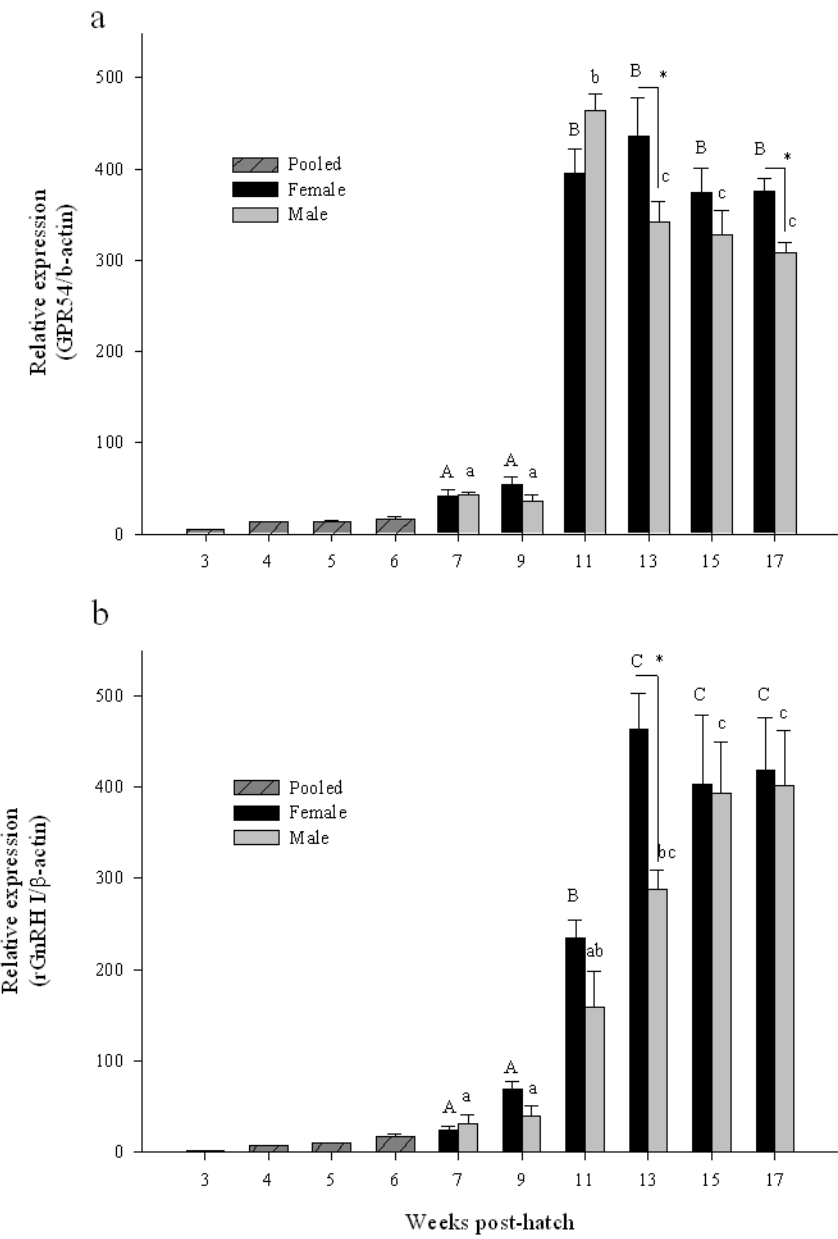 a
500
400
300
200
100
0
Relative expression
(GPR54/b-actin)
Pooled
Female
Male
A a
A a
B b
B * c
B c
B * c
3 4 5 6 7 9 11 13 15 17
b
500
400
300
200
100
0
Relative expression
(rGnRH I/β-actin)
Pooled
Female
Male
A a
A a
B ab
C * bc
C c
C c
3 4 5 6 7 9 11 13 15 17
Weeks post-hatch